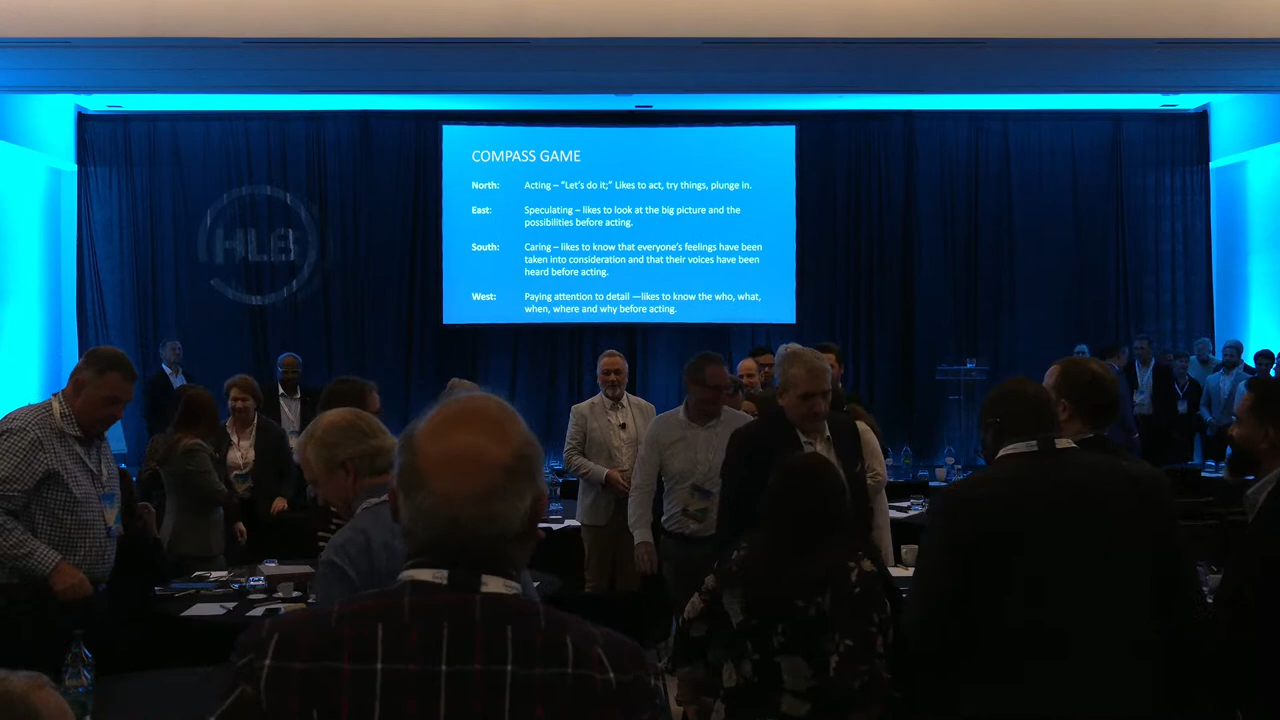 HLB
COMPASS GAME
North: Acting – “Let’s do it;” Likes to act, try things, plunge in.
East: Speculating – likes to look at the big picture and the
possibilities before acting.
South: Caring – likes to know that everyone’s feelings have been
taken into consideration and that their voices have been
heard before acting.
West: Paying attention to detail —likes to know the who, what,
when, where and why before acting.